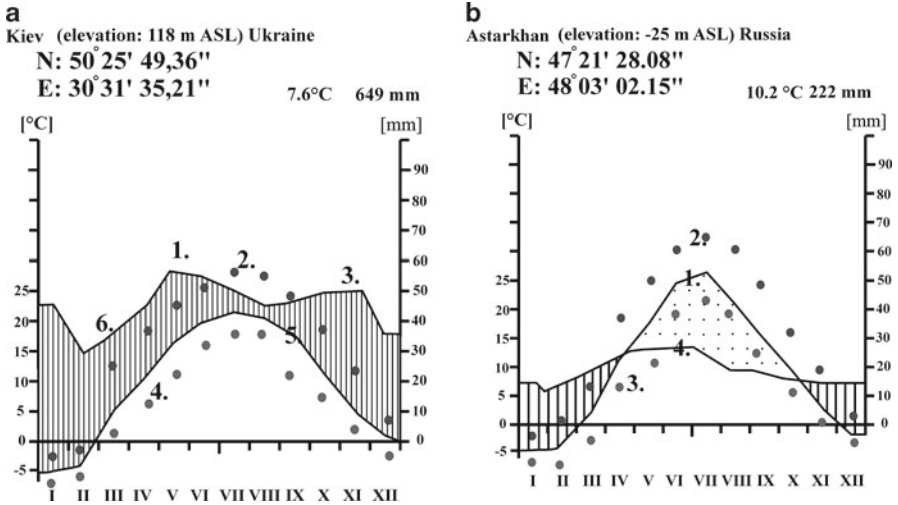 a
Kiev (elevation: 118 m ASL) Ukraine
N: 50°25' 49,36"
E: 30°31' 35,21"
7.6°C 649 mm
[°C] [mm]
90
80
70
60
25 50
20 40
15 30
10 20
5 10
0 0
-5
1.
2.
3.
6.
5.
4.
I II III IV V VI VII VIII IX X XI XII
b
Astarkhan (elevation: -25 m ASL) Russia
N: 47°21' 28.08"
E: 48°03' 02.15"
10.2 °C 222 mm
[°C] [mm]
90
80
70
60
25 50
20 40
15 30
10 20
5 10
0 0
-5
2.
1.
4.
3.
I II III IV V VI VII VIII IX X XI XII